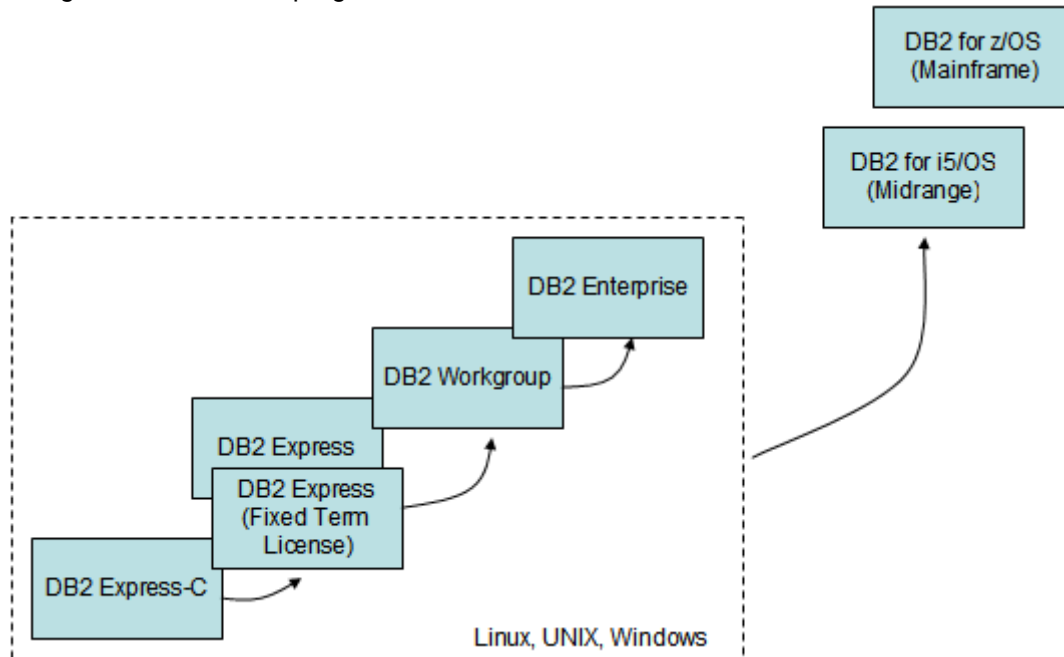 DB2 for z/OS
(Mainframe)
DB2 for i5/OS
(Midrange)
DB2 Enterprise
DB2 Workgroup
DB2 Express
DB2 Express
(Fixed Term
License)
DB2 Express-C
Linux, UNIX, Windows